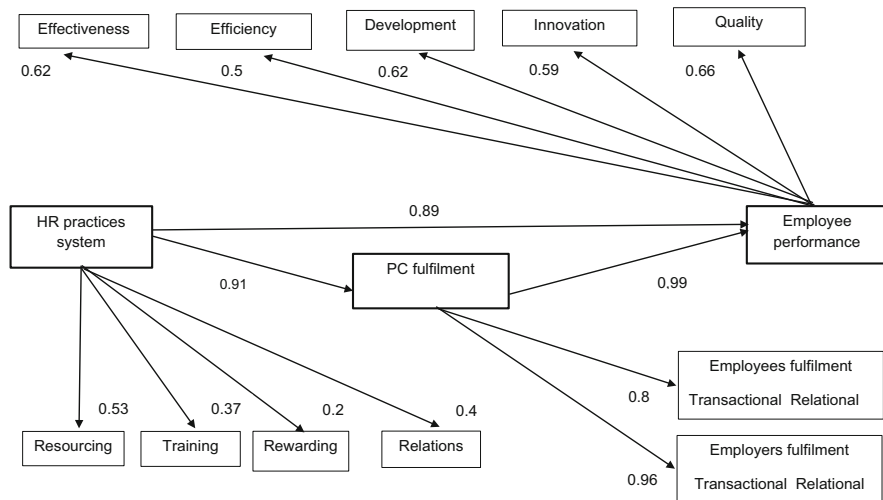 Effectiveness
Efficiency
Development
Innovation
Quality
0.62
0.5
0.62
0.59
0.66
HR practices
system
0,89
Employee
performance
PC fulfilment
0.91
0,99
Employees fulfilment
Transactional Relational
0.8
0.53
0.37
0.2
0.4
Resourcing
Training
Rewarding
Relations
Employers fulfilment
Transactional Relational
0.96